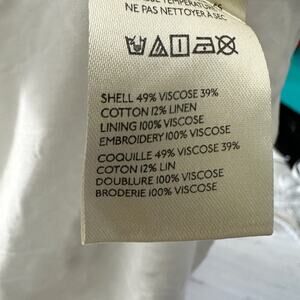 NE PAS NETTOYER À SEC
SHELL 49% VISCOSE 39%
COTTON 12% LINEN
LINING 100% VISCOSE
EMBROIDERY 100% VISCOSE
COQUILLE 49% VISCOSE 39%
COTON 12% LIN
DOUBLURE 100% VISCOSE
BRODERIE 100% VISCOSE